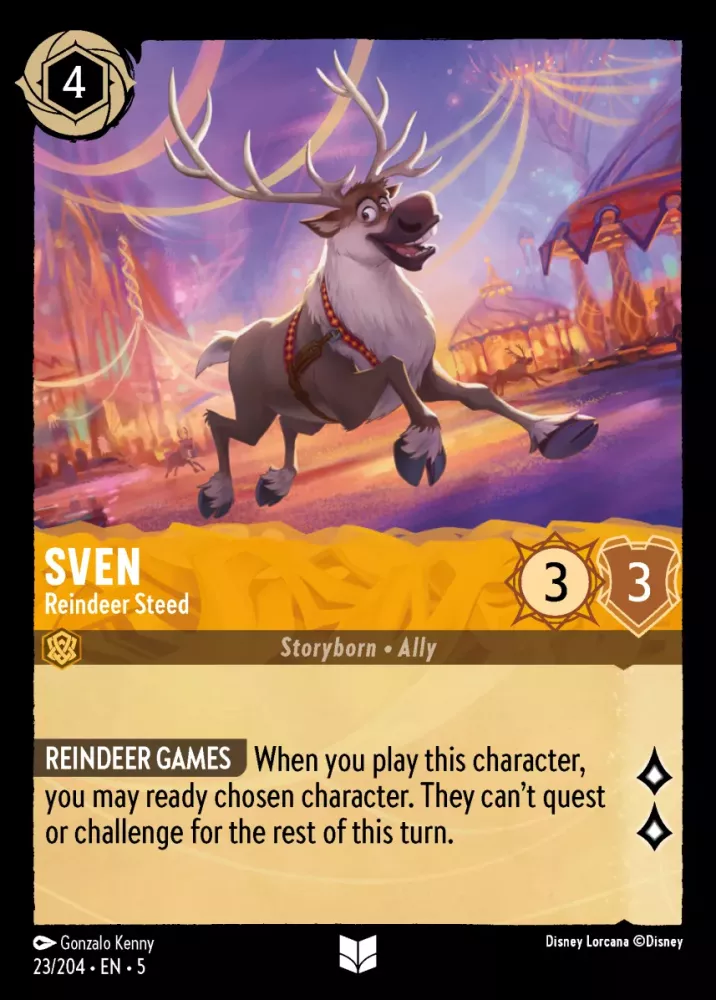 4
SVEN
Reindeer Steed
3
3
Storyborn • Ally
REINDEER GAMES When you play this character,
you may ready chosen character. They can't quest
or challenge for the rest of this turn.
Gonzalo Kenny
Disney Lorcana ©Disney
23/204 • EN • 5